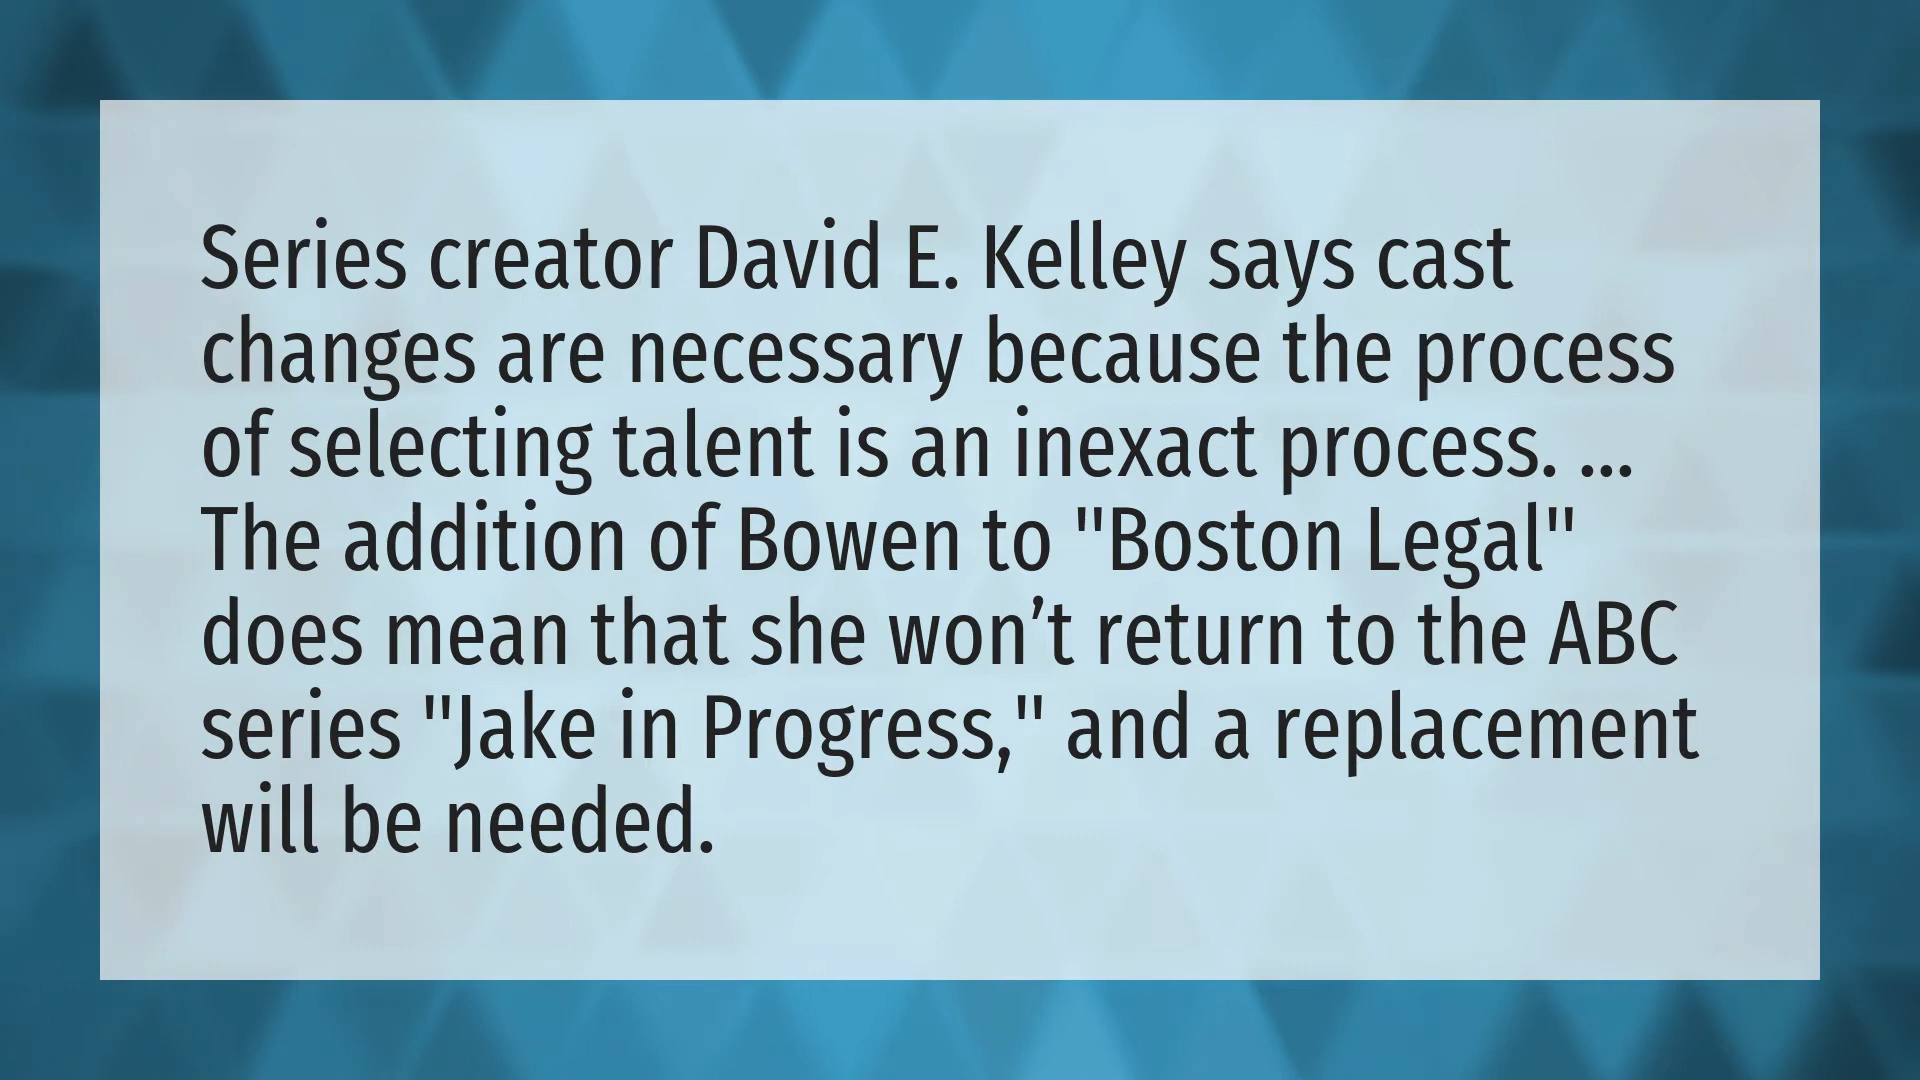 Series creator David E. Kelley says cast
changes are necessary because the process
of selecting talent is an inexact process. ...
The addition of Bowen to "Boston Legal"
does mean that she won’t return to the ABC
series "Jake in Progress," and a replacement
will be needed.